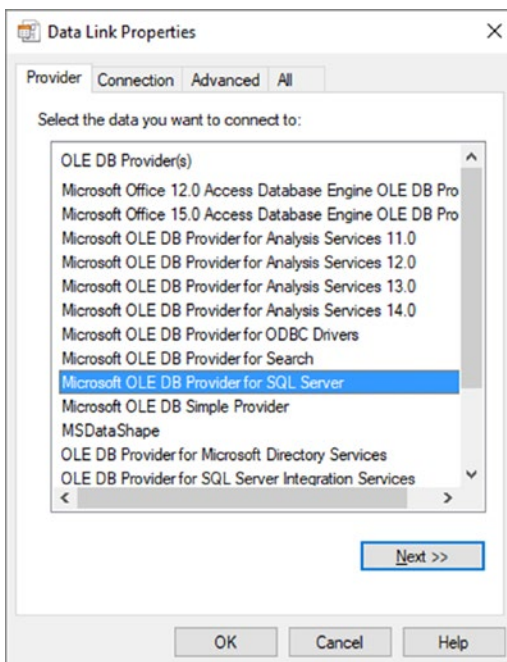 Data Link Properties
Provider Connection Advanced All
Select the data you want to connect to:
OLE DB Provider(s)
Microsoft Office 12.0 Access Database Engine OLE DB Pro
Microsoft Office 15.0 Access Database Engine OLE DB Pro
Microsoft OLE DB Provider for Analysis Services 11.0
Microsoft OLE DB Provider for Analysis Services 12.0
Microsoft OLE DB Provider for Analysis Services 13.0
Microsoft OLE DB Provider for Analysis Services 14.0
Microsoft OLE DB Provider for ODBC Drivers
Microsoft OLE DB Provider for Search
Microsoft OLE DB Provider for SQL Server
Microsoft OLE DB Simple Provider
MSDataShape
OLE DB Provider for Microsoft Directory Services
OLE DB Provider for SQL Server Integration Services
Next >>
OK Cancel Help